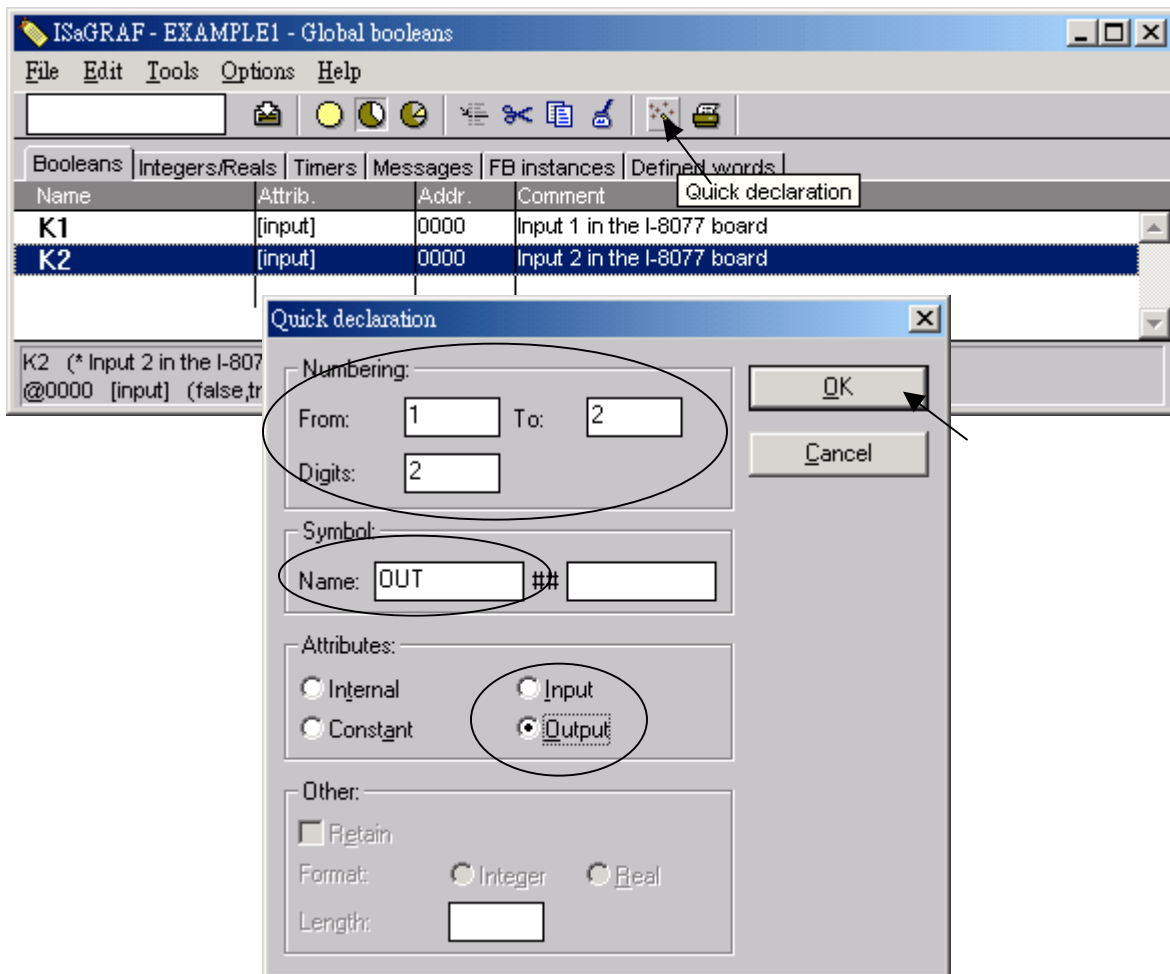 ISaGRAF - EXAMPLE1 - Global booleans
File Edit Tools Options Help
Booleans Integers/Reals Timers Messages FB instances Defined words
Quick declaration
Name Attrib. Addr. Comment
K1 [input] 0000 Input 1 in the I-8077 board
K2 [input] 0000 Input 2 in the I-8077 board
K2 (* Input 2 in the I-807
@0000 [input] (false,tr
Quick declaration
Numbering:
From: 1 To: 2
Digits: 2
OK
Cancel
Symbol:
Name: OUT ##
Attributes:
Internal Input
Constant Output
Other:
Retain
Format: Integer Real
Length: